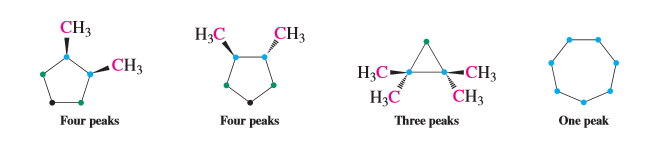 CH3
CH3
Four peaks
H3C CH3
Four peaks
H3C CH3
H3C CH3
Three peaks
One peak